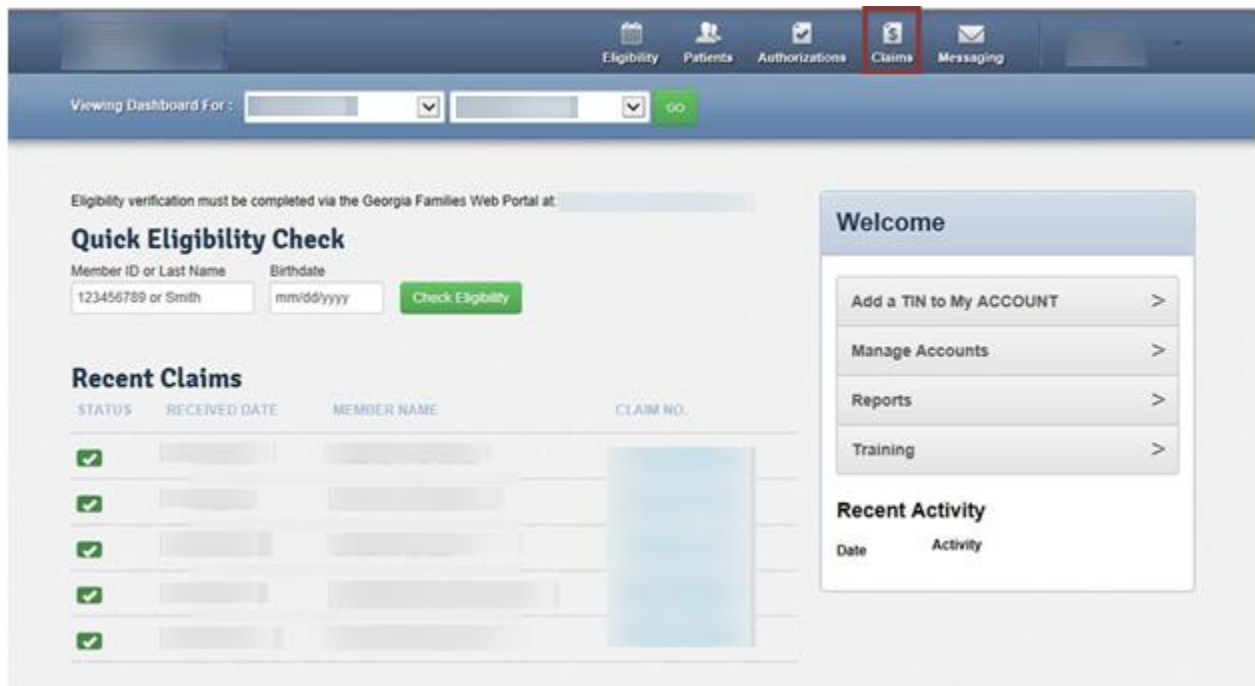 Eligibility Patients Authorizations Claims Messaging
Viewing Dashboard For :
GO
Eligibility verification must be completed via the Georgia Families Web Portal at:
Quick Eligibility Check
Member ID or Last Name Birthdate
123456789 or Smith mm/dd/yyyy Check Eligibility
Recent Claims
STATUS RECEIVED DATE MEMBER NAME CLAIM NO.
Welcome
Add a TIN to My ACCOUNT >
Manage Accounts >
Reports >
Training >
Recent Activity
Date Activity